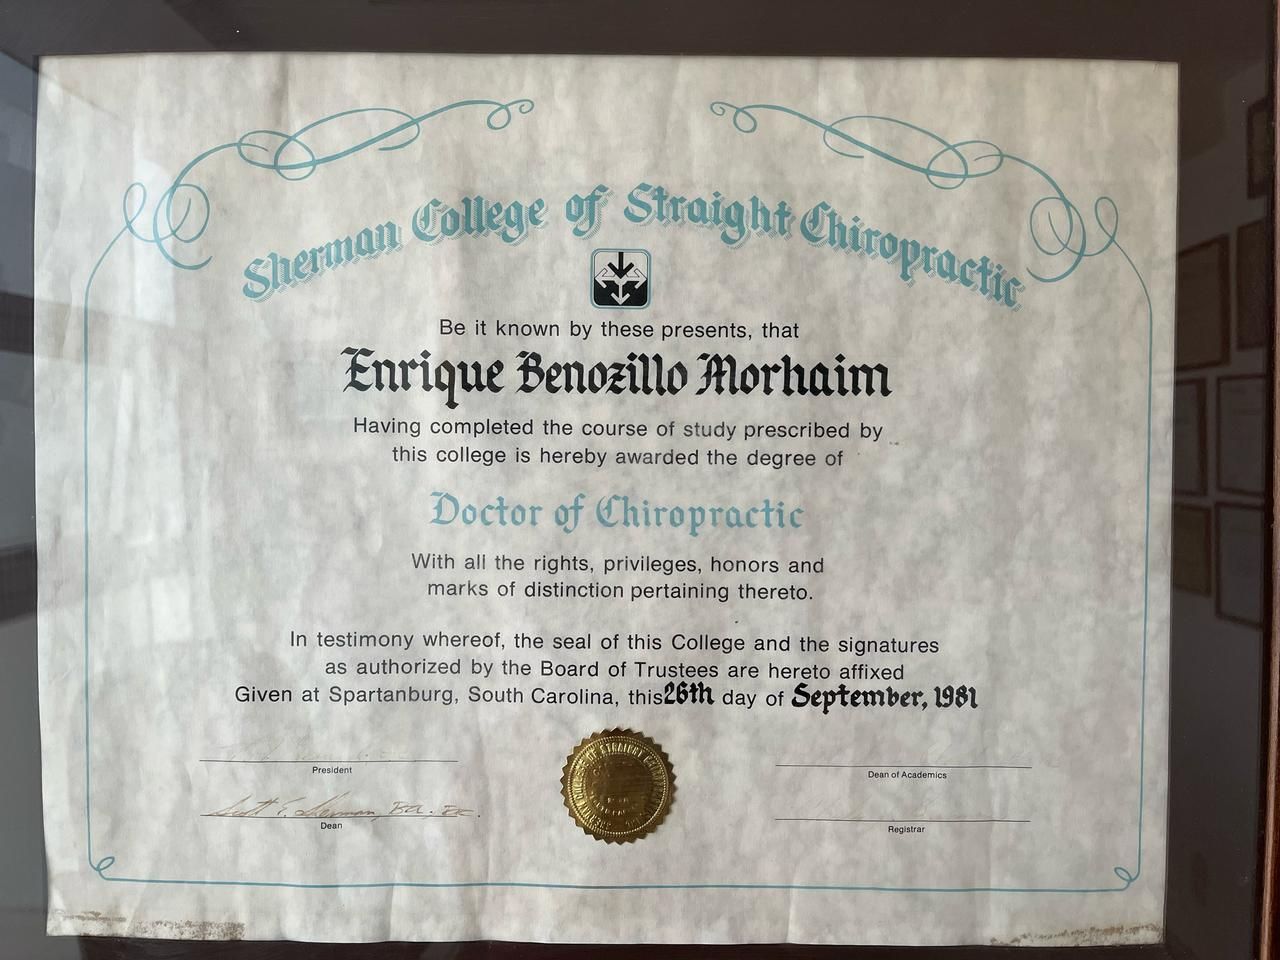 Sherman College of Straight Chiropractic
Be it known by these presents, that
Enrique Benozillo Morhaim
Having completed the course of study prescribed by
this college is hereby awarded the degree of
Doctor of Chiropractic
With all the rights, privileges, honors and
marks of distinction pertaining thereto.
In testimony whereof, the seal of this College and the signatures
as authorized by the Board of Trustees are hereto affixed
Given at Spartanburg, South Carolina, this 26th day of September, 1981
President
Dean of Academics
Dean
Registrar